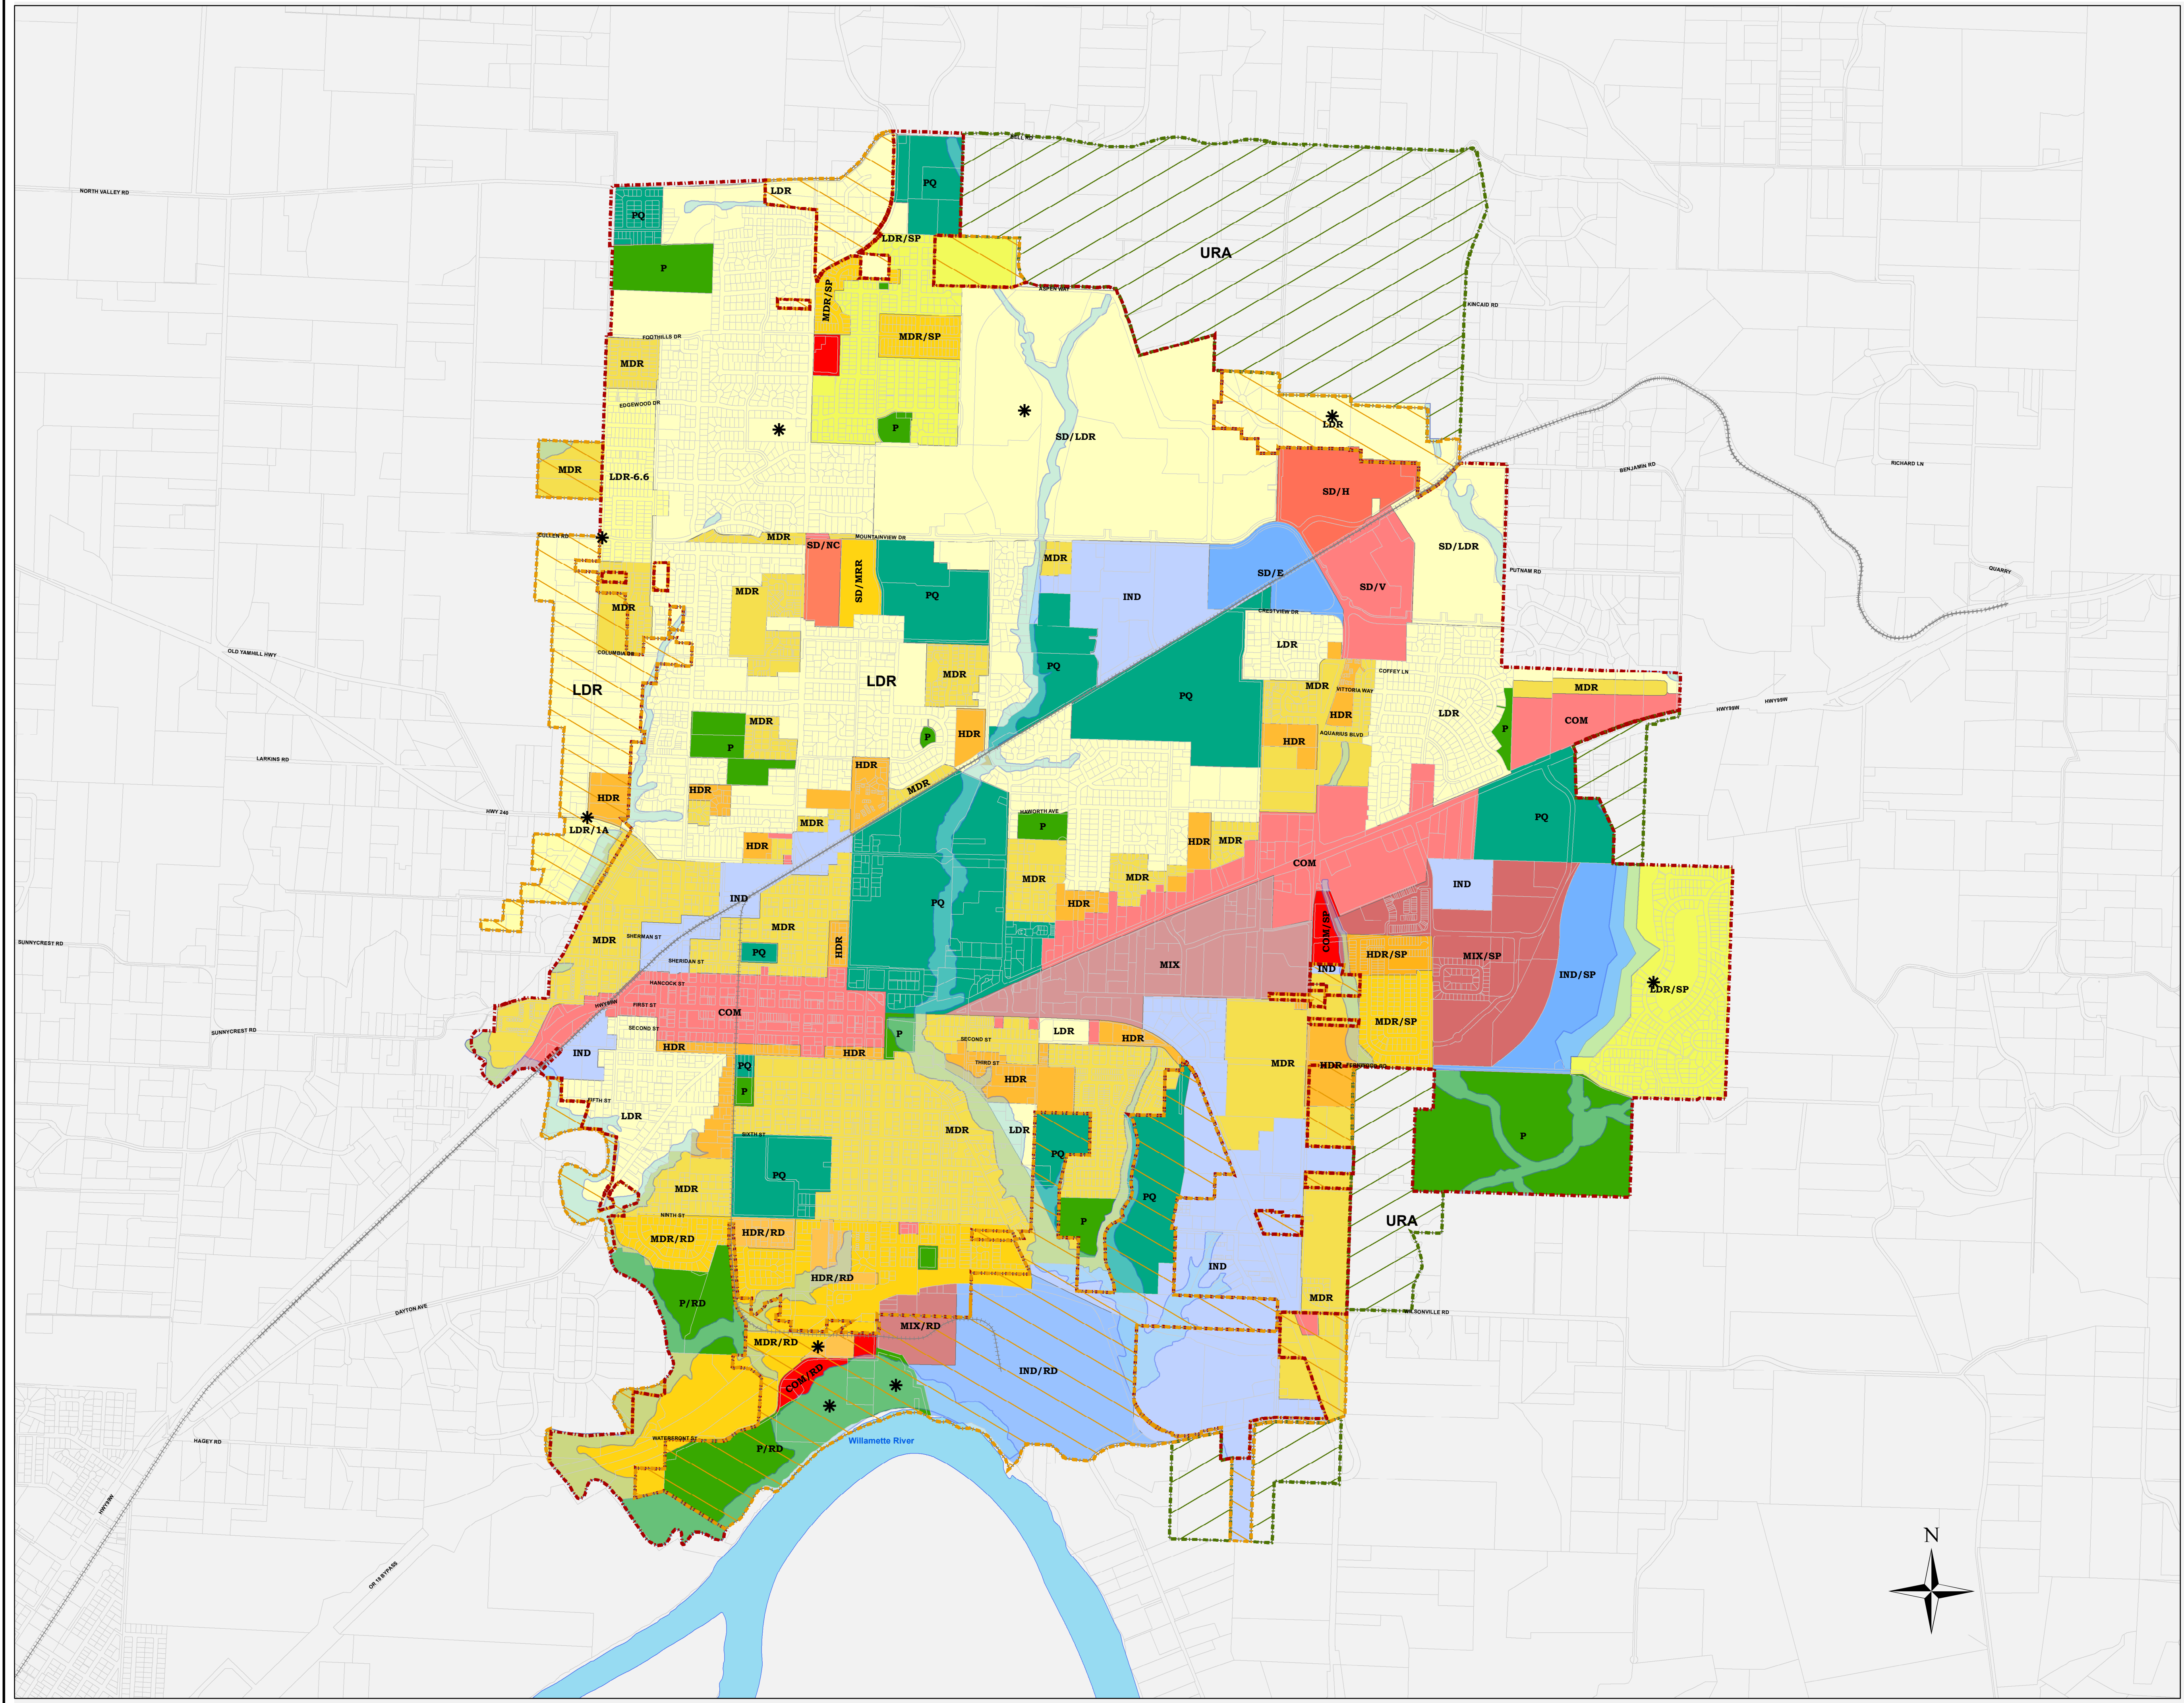 BELL RD
NORTH VALLEY RD
LDR
PQ
PQ
LDR/SP
URA
P
ASPEN WAY
MDR/SP
KINCAID RD
FOOTHILLS DR
MDR/SP
MDR
EDGEWOOD DR
P
LDR
SD/LDR
MDR
LDR-6.6
SD/H
BENJAMIN RD
RICHARD LN
CULLEN RD
MDR
MOUNTAINVIEW DR
SD/NC
SD/LDR
MDR
SD/MRR
SD/E
PUTNAM RD
QUARRY
MDR
PQ
IND
SD/V
MDR
CRESTVIEW DR
LDR
OLD YAMHILL HWY
COLUMBIA DR
PQ
COFFEY LN
MDR
LDR
LDR
MDR
VITTORIA WAY
MDR
PQ
HWY99W
HWY99W
HDR
LDR
COM
MDR
P
P
HDR
HDR
AQUARIUS BLVD
P
LARKINS RD
HDR
MDR
HDR
HDR
HWY 240
LDR/1A
MDR
HAWORTH AVE
P
PQ
HDR
HDR
MDR
COM
MDR
MDR
IND
IND
HDR
PQ
MDR
MDR
SHERMAN ST
HDR
COM/SP
SUNNYCREST RD
PQ
HDR/SP
MIX/SP
SHERIDAN ST
MIX
IND
IND/SP
HANCOCK ST
LDR/SP
HWY99W
FIRST ST
COM
SECOND ST
SUNNYCREST RD
P
LDR
HDR
MDR/SP
SECOND ST
IND
HDR
HDR
THIRD ST
MDR
HDR
PQ
HDR
P
FIFTH ST
LDR
MDR
LDR
SIXTH ST
P
PQ
PQ
MDR
PQ
NINTH ST
P
URA
MDR/RD
HDR/RD
IND
HDR/RD
MDR
P/RD
DAYTON AVE
WILSONVILLE RD
MIX/RD
MDR/RD
IND/RD
COM/RD
WATERFRONT ST
HAGEY RD
Willamette River
P/RD
HWY99W
N
OR 18 BYPASS